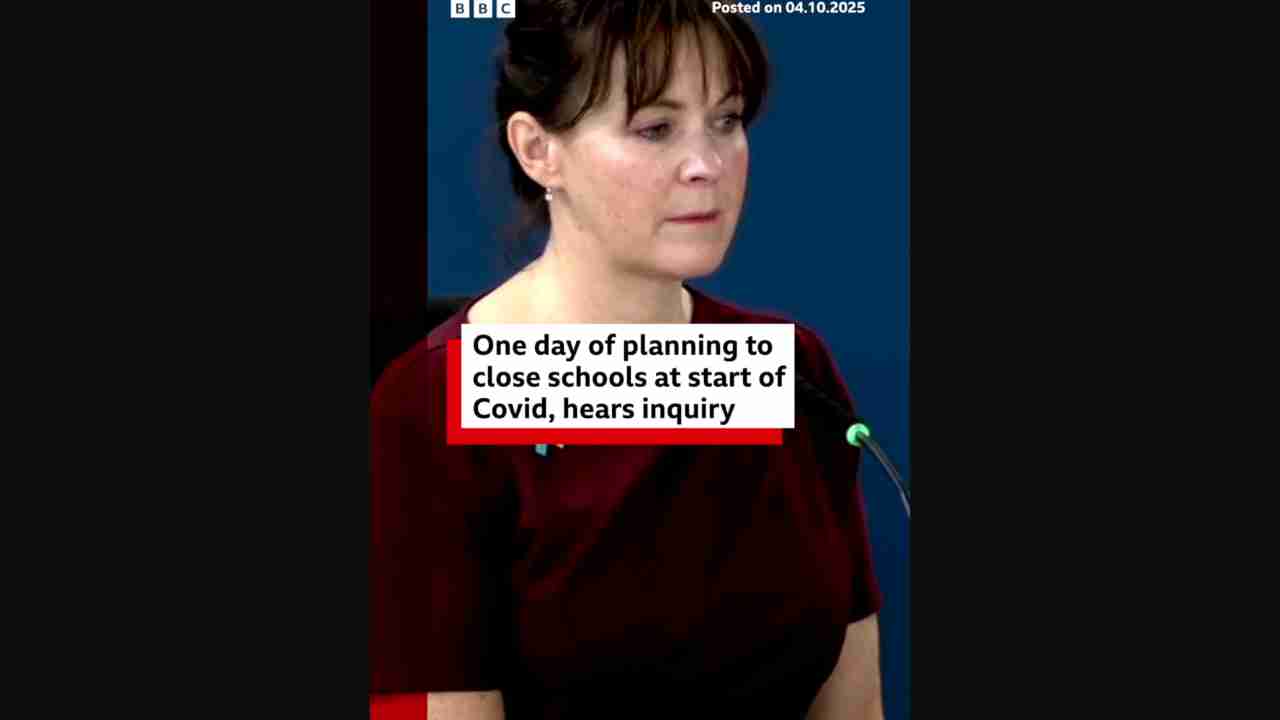 BBC
Posted on 04.10.2025
One day of planning to
close schools at start of
Covid, hears inquiry